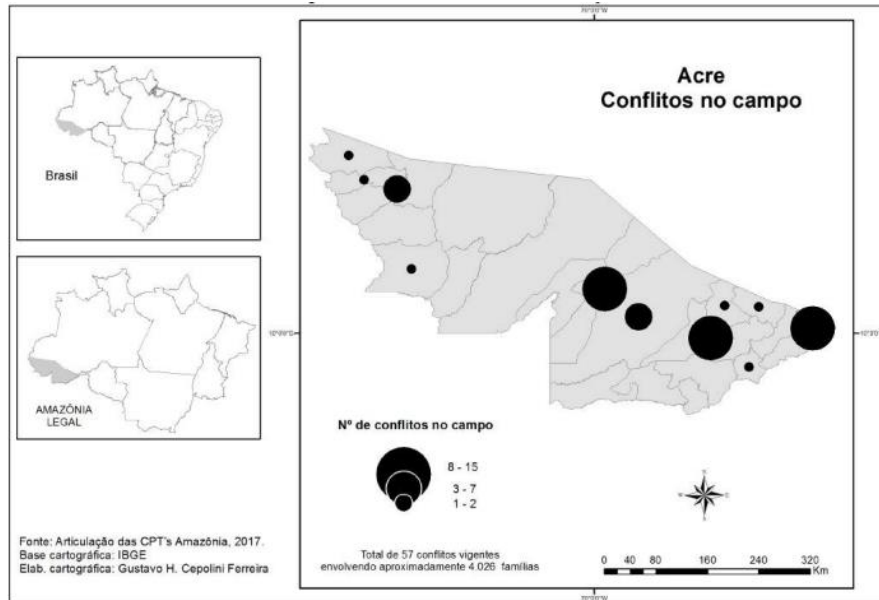 Acre
Conflitos no campo
Brasil
AMAZÔNIA
LEGAL
Nº de conflitos no campo
8 - 15
3 - 7
1 - 2
Total de 57 conflitos vigentes
envolvendo aproximadamente 4.026 famílias
0 40 80 160 240 320
Km
Fonte: Articulação das CPT's Amazônia, 2017.
Base cartográfica: IBGE
Elab. cartográfica: Gustavo H. Cepolini Ferreira